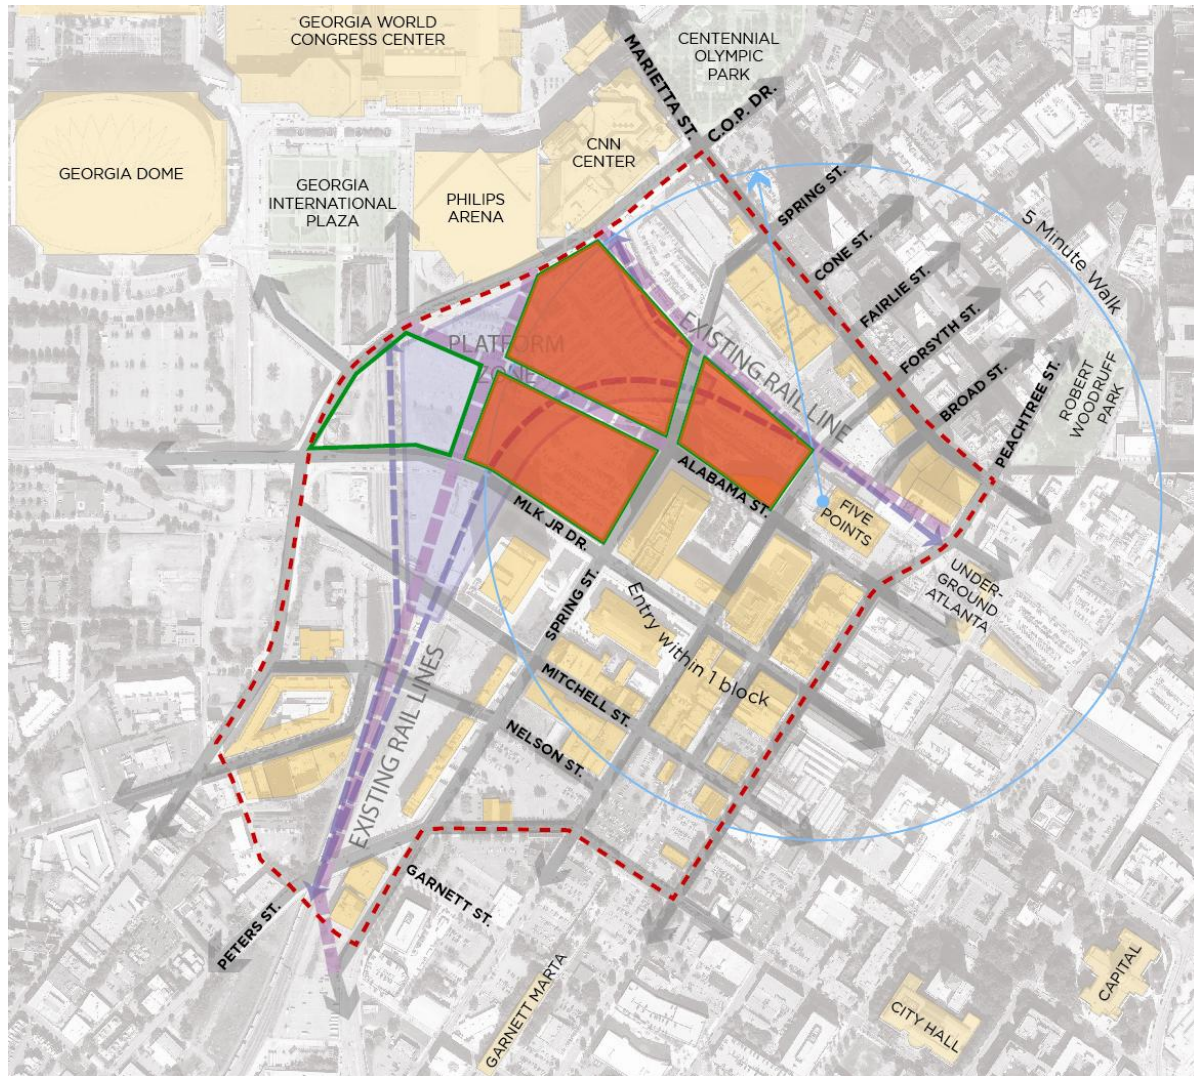 GEORGIA WORLD
CONGRESS CENTER
MARIETTA ST.
CENTENNIAL
OLYMPIC
PARK
C.O.P. DR.
GEORGIA DOME
GEORGIA
INTERNATIONAL
PLAZA
PHILIPS
ARENA
CNN
CENTER
SPRING ST.
CONE ST.
FAIRLIE ST.
FORSYTH ST.
BROAD ST.
PEACHTREE ST.
5 Minute Walk
ROBERT
WOODRUFF
PARK
PLATFORM
ZONE
EXISTING RAIL LINE
ALABAMA ST.
MLK JR DR.
FIVE
POINTS
UNDER-
GROUND
ATLANTA
SPRING ST.
Entry within 1 block
MITCHELL ST.
NELSON ST.
EXISTING RAIL LINES
GARNETT ST.
PETERS ST.
GARNETT MARTA
CITY HALL
CAPITAL